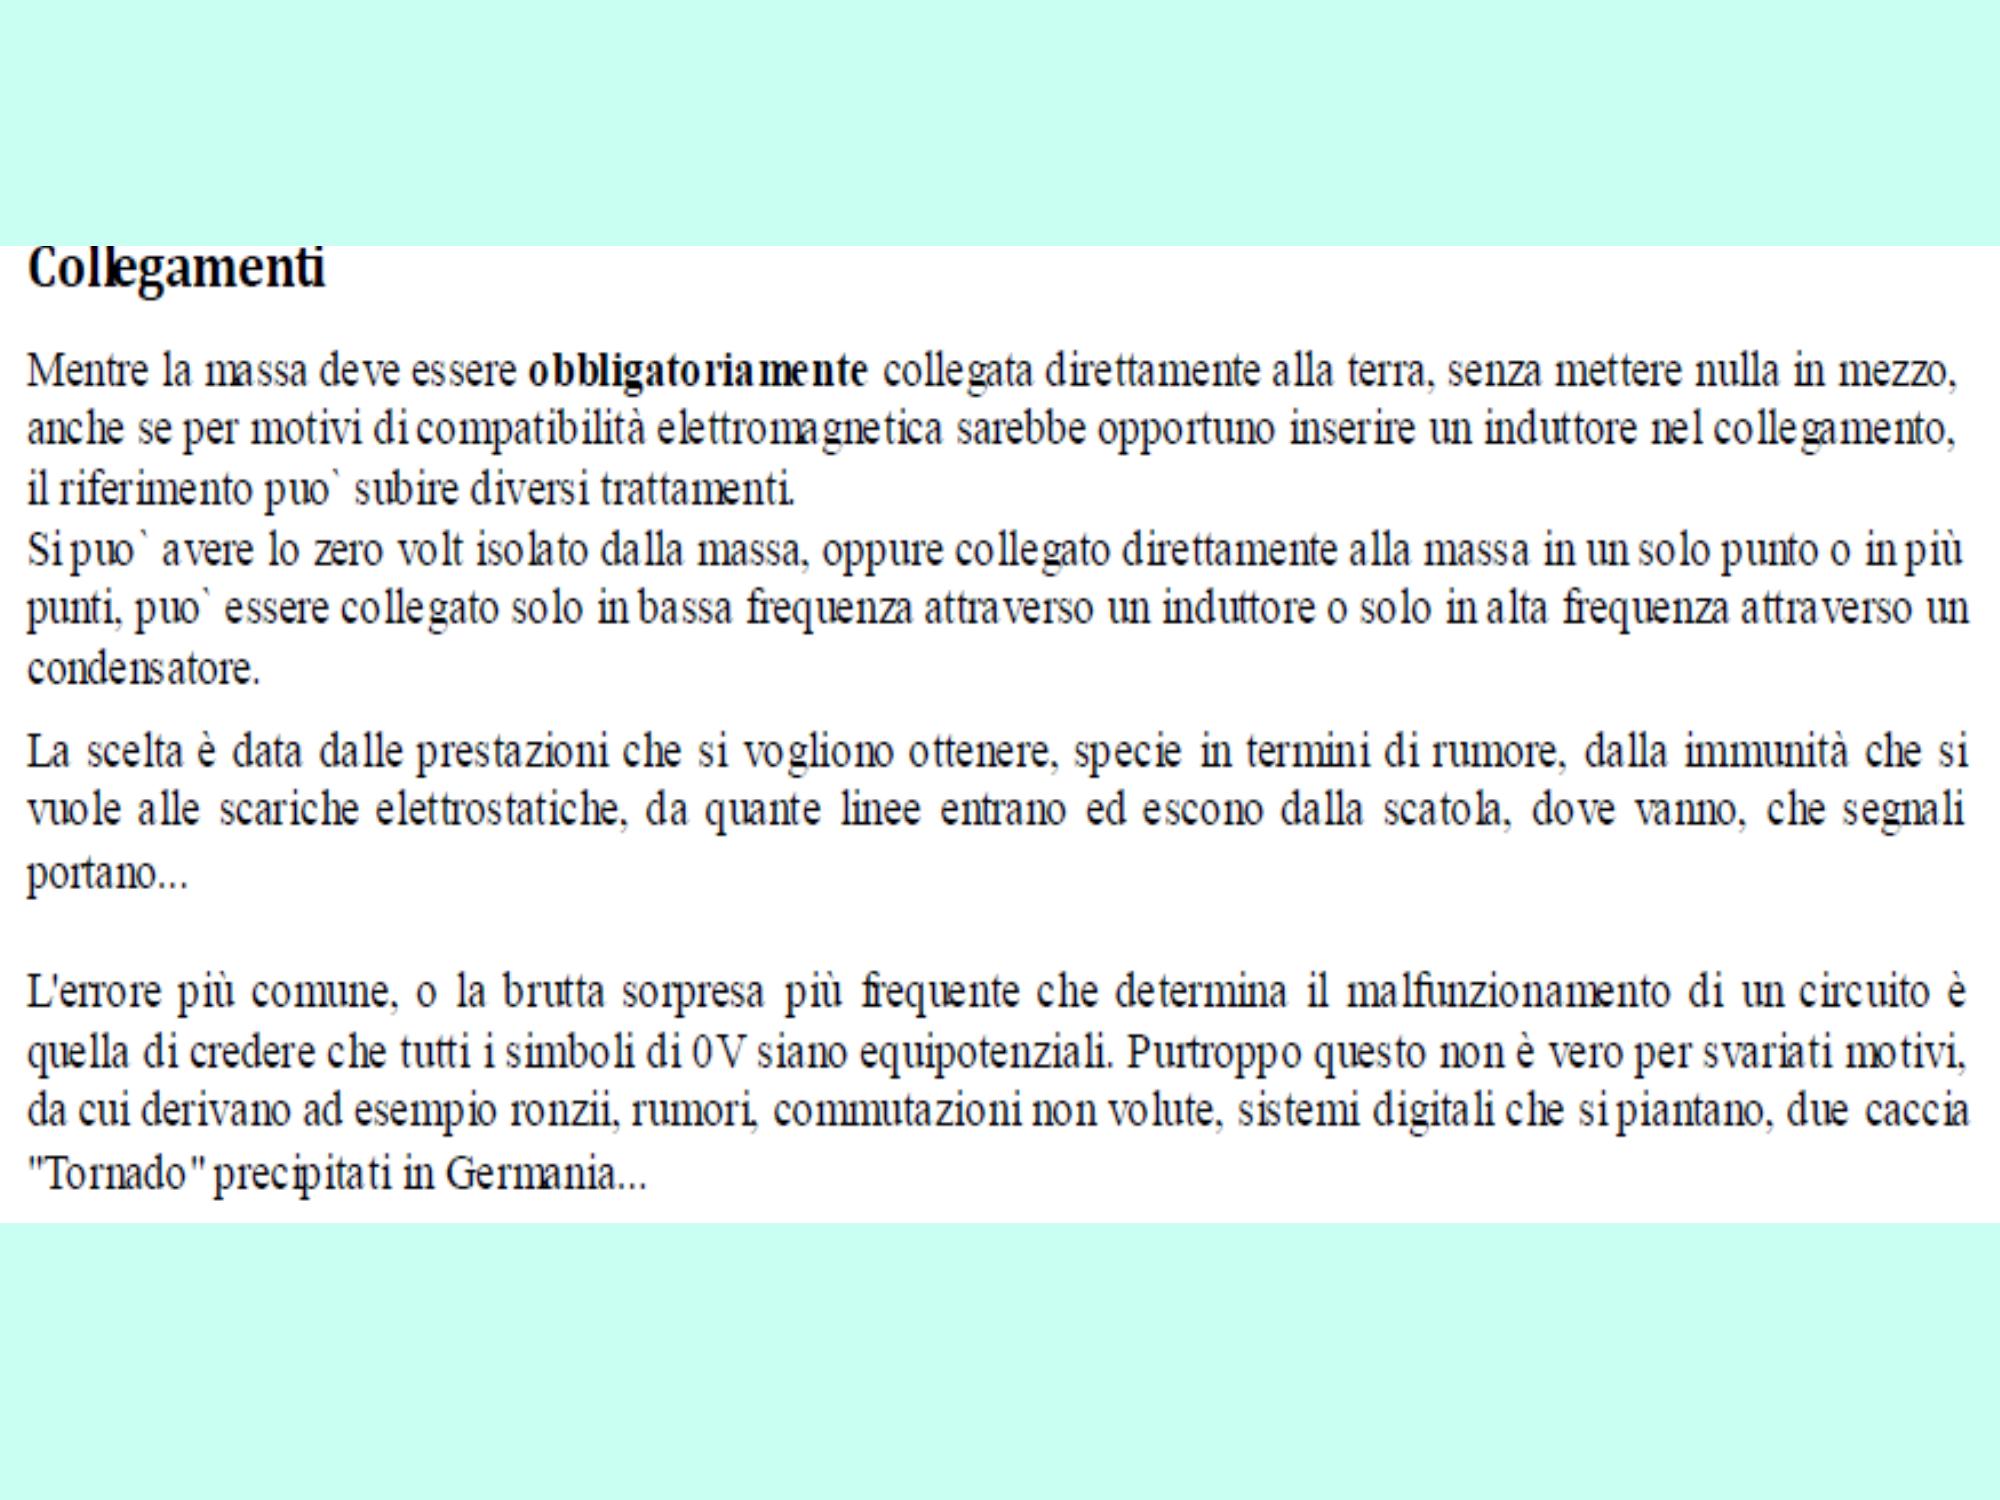 Collegamenti
Mentre la massa deve essere obbligatoriamente collegata direttamente alla terra, senza mettere nulla in mezzo,
anche se per motivi di compatibilità elettromagnetica sarebbe opportuno inserire un induttore nel collegamento,
il riferimento puo` subire diversi trattamenti.
Si puo` avere lo zero volt isolato dalla massa, oppure collegato direttamente alla massa in un solo punto o in più
punti, puo` essere collegato solo in bassa frequenza attraverso un induttore o solo in alta frequenza attraverso un
condensatore.
La scelta è data dalle prestazioni che si vogliono ottenere, specie in termini di rumore, dalla immunità che si
vuole alle scariche elettrostatiche, da quante linee entrano ed escono dalla scatola, dove vanno, che segnali
portano...
L'errore più comune, o la brutta sorpresa più frequente che determina il malfunzionamento di un circuito è
quella di credere che tutti i simboli di 0V siano equipotenziali. Purtroppo questo non è vero per svariati motivi,
da cui derivano ad esempio ronzii, rumori, commutazioni non volute, sistemi digitali che si piantano, due caccia
"Tornado" precipitati in Germania...